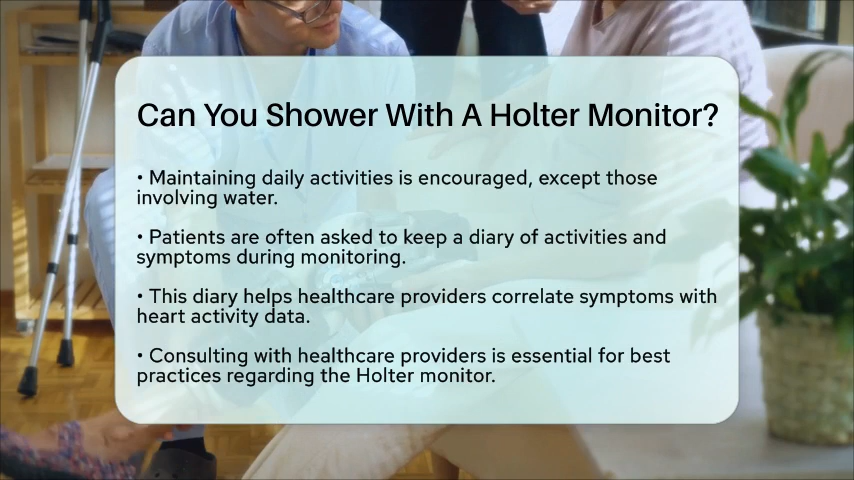 Can You Shower With A Holter Monitor?
• Maintaining daily activities is encouraged, except those
involving water.
• Patients are often asked to keep a diary of activities and
symptoms during monitoring.
• This diary helps healthcare providers correlate symptoms with
heart activity data.
• Consulting with healthcare providers is essential for best
practices regarding the Holter monitor.